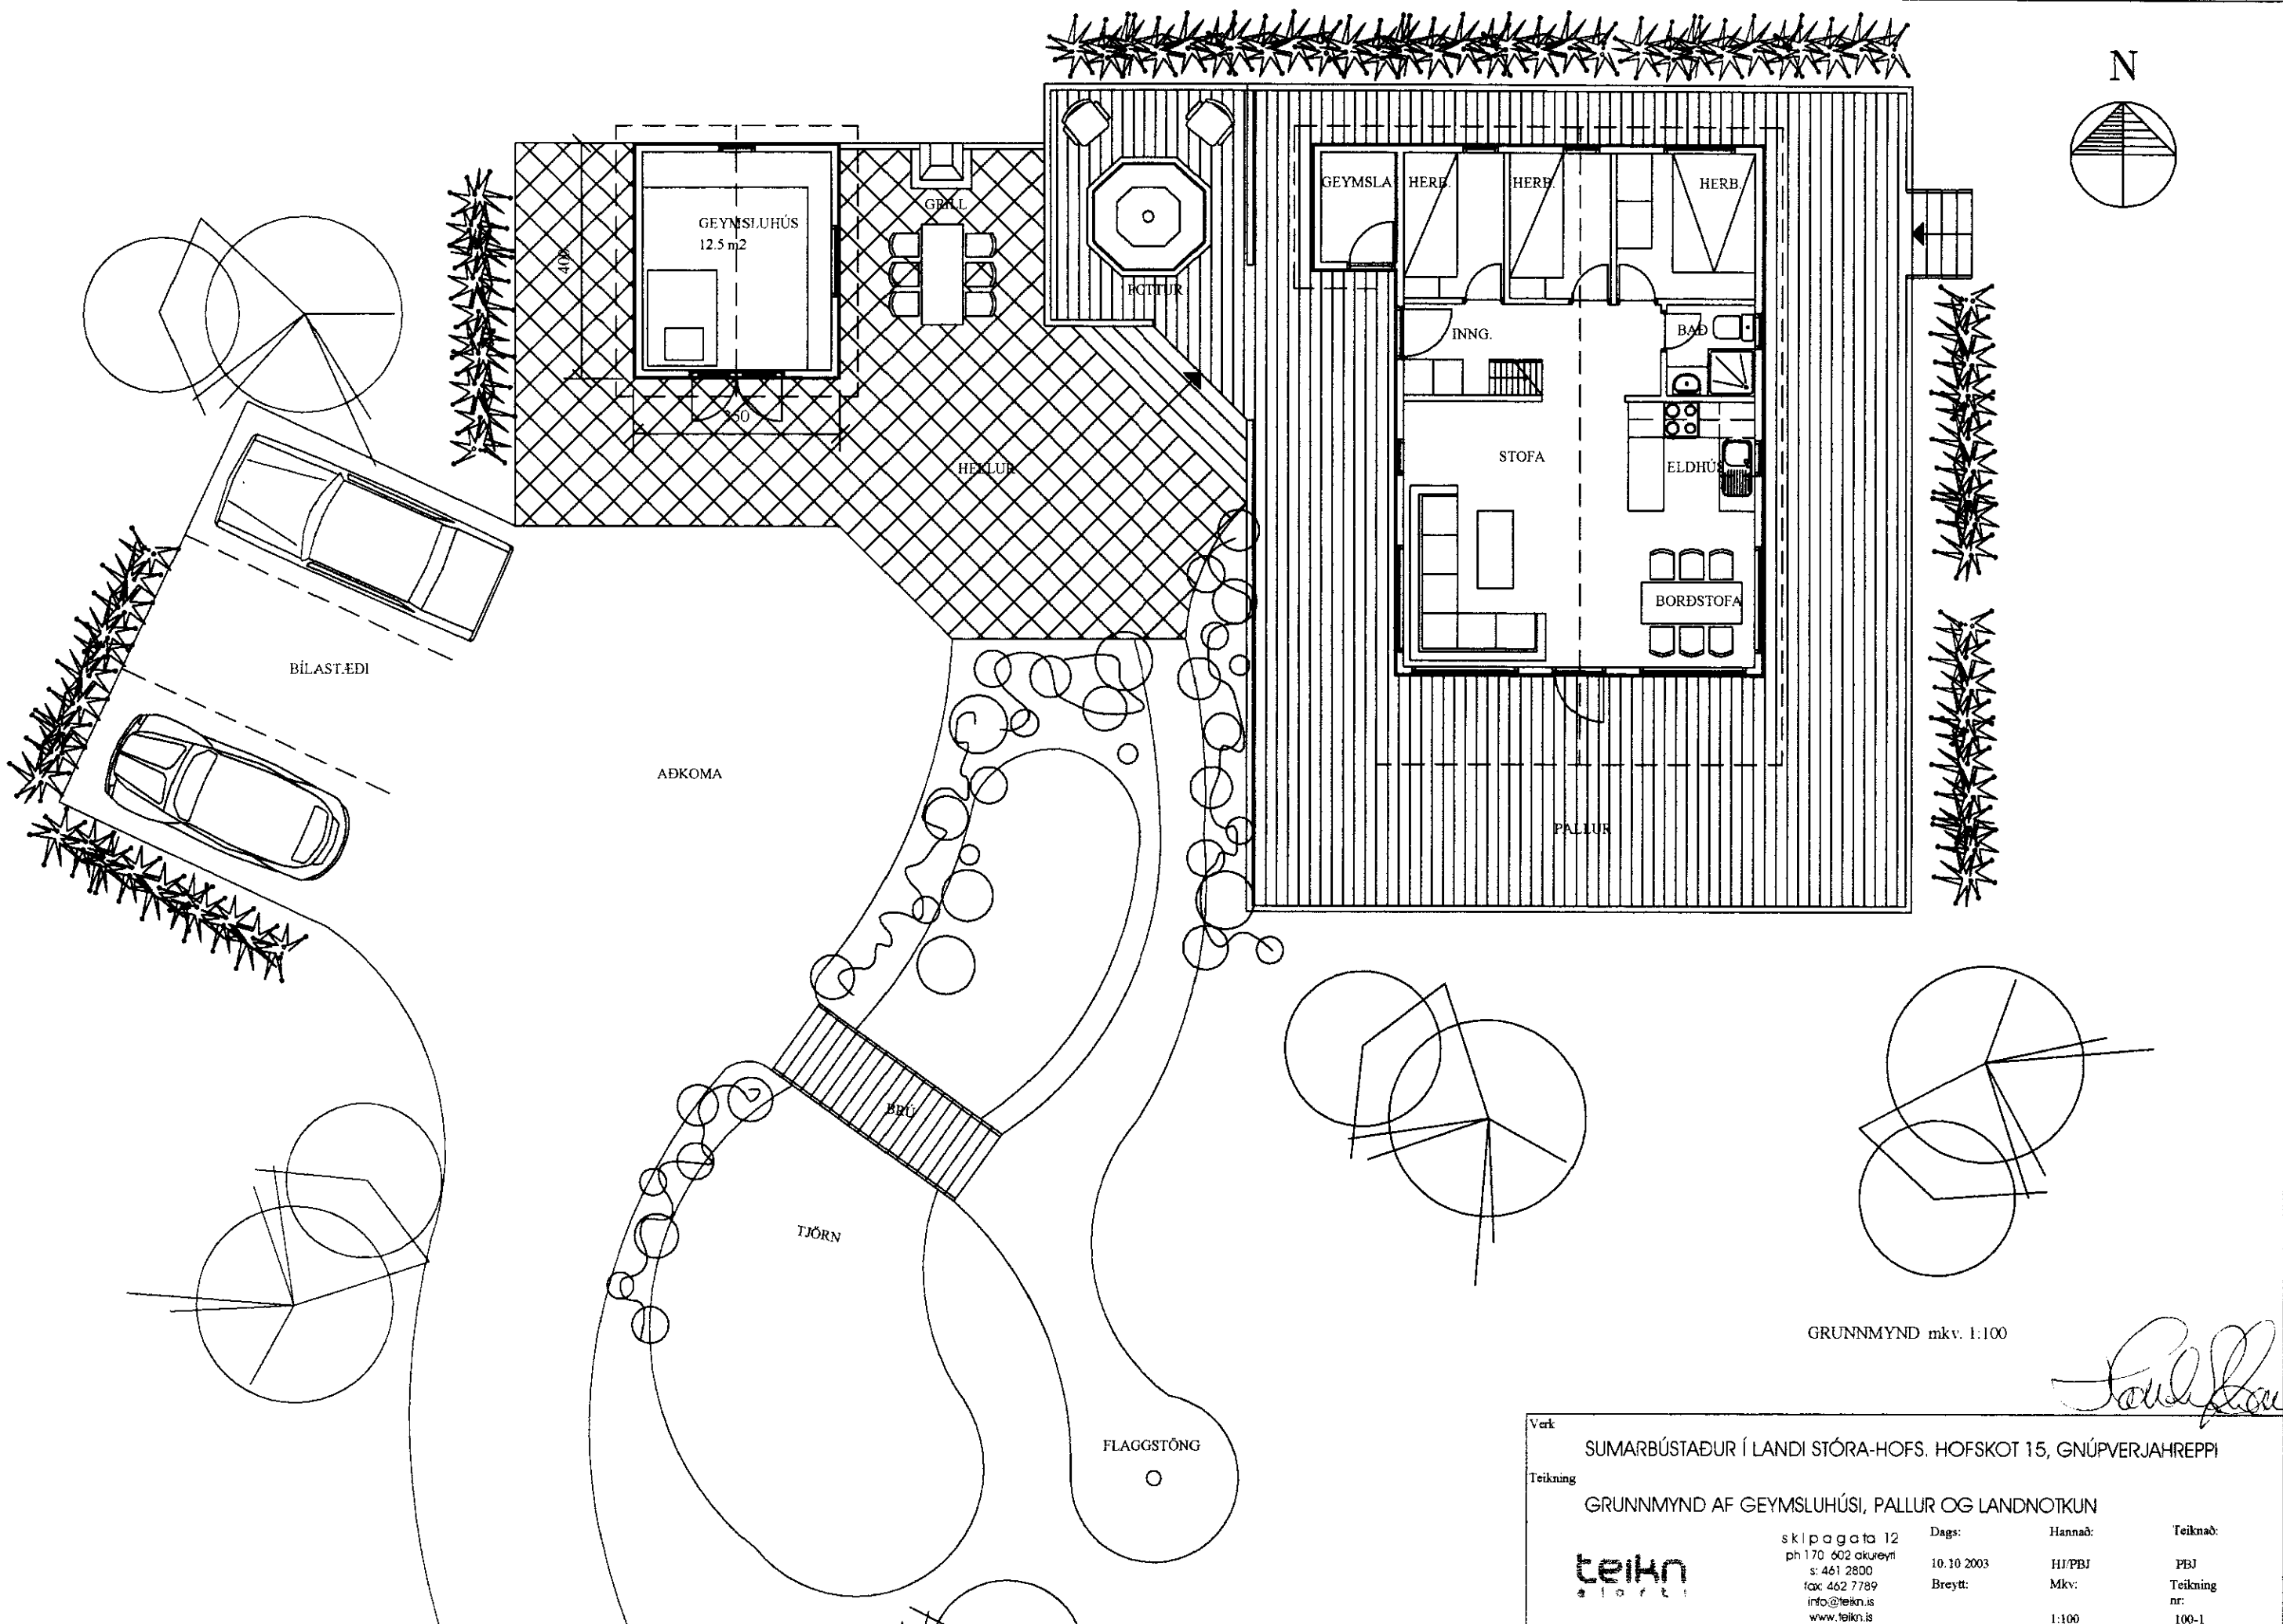 N
GEYMSLUHÚS
12.5 m2
400
350
GRILL
POTTUR
GEYMSLA
HERB.
HERB.
HERB.
INNG.
BAÐ
STOFA
ELDHÚS
BORÐSTOFA
HELLUR
BÍLASTÆÐI
AÐKOMA
PALLUR
BRÚ
TJÖRN
FLAGGSTÖNG
GRUNNMYND mkv. 1:100
Verk
SUMARBÚSTAÐUR Í LANDI STÓRA-HOFS. HOFSKOT 15, GNÚPVERJAHREPPI
Teikning
GRUNNMYND AF GEYMSLUHÚSI, PALLUR OG LANDNOTKUN
teikn
skipagata 12
ph 170 602 akureyri
s: 461 2800
fax: 462 7789
info@teikn.is
www.teikn.is
Dags: Hannað: Teiknað:
10.10 2003 HJ/PBJ PBJ
Breytt: Mkv: Teikning
nr:
1:100 100-1